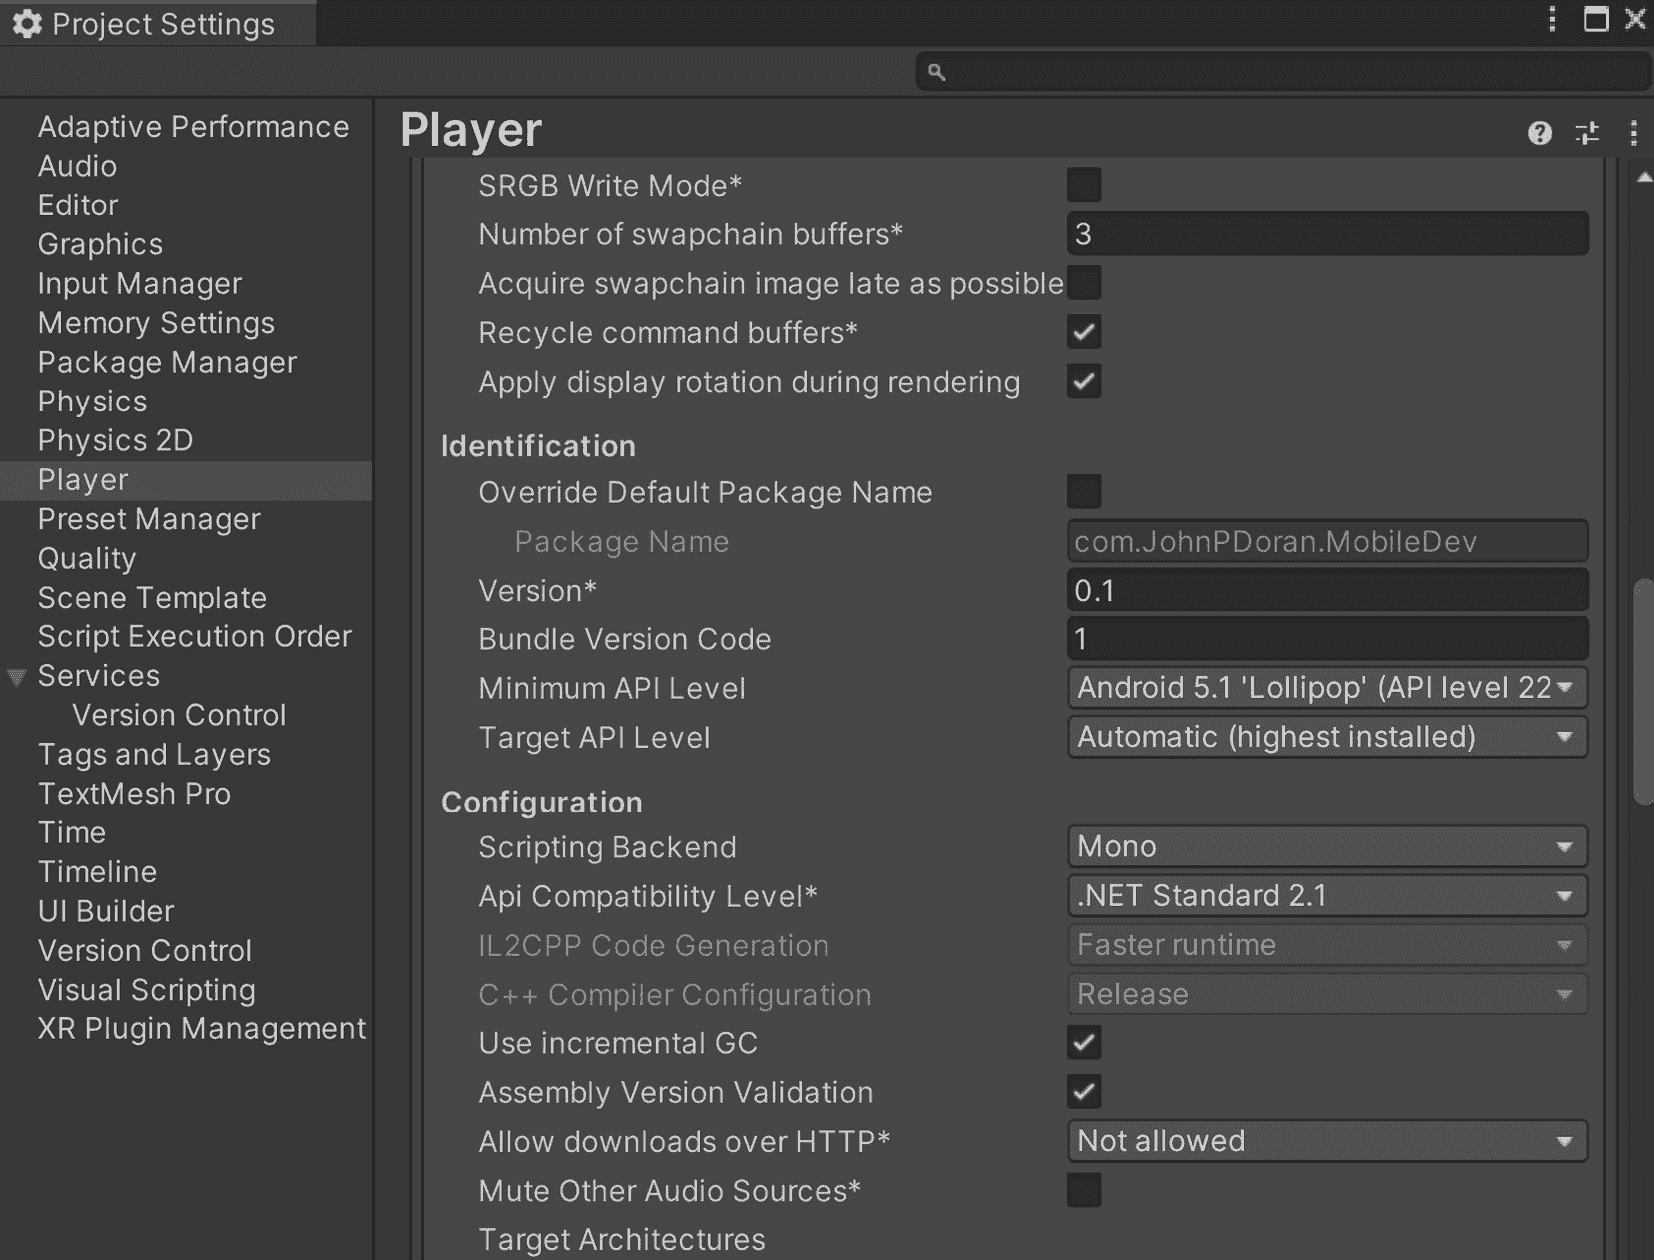 Project Settings
Adaptive Performance
Audio
Editor
Graphics
Input Manager
Memory Settings
Package Manager
Physics
Physics 2D
Player
Preset Manager
Quality
Scene Template
Script Execution Order
Services
Version Control
Tags and Layers
TextMesh Pro
Time
Timeline
UI Builder
Version Control
Visual Scripting
XR Plugin Management
Player
SRGB Write Mode*
Number of swapchain buffers* 3
Acquire swapchain image late as possible
Recycle command buffers*
Apply display rotation during rendering
Identification
Override Default Package Name
Package Name com.JohnPDoran.MobileDev
Version* 0.1
Bundle Version Code 1
Minimum API Level Android 5.1 'Lollipop' (API level 22
Target API Level Automatic (highest installed)
Configuration
Scripting Backend Mono
Api Compatibility Level* .NET Standard 2.1
IL2CPP Code Generation Faster runtime
C++ Compiler Configuration Release
Use incremental GC
Assembly Version Validation
Allow downloads over HTTP* Not allowed
Mute Other Audio Sources*
Target Architectures